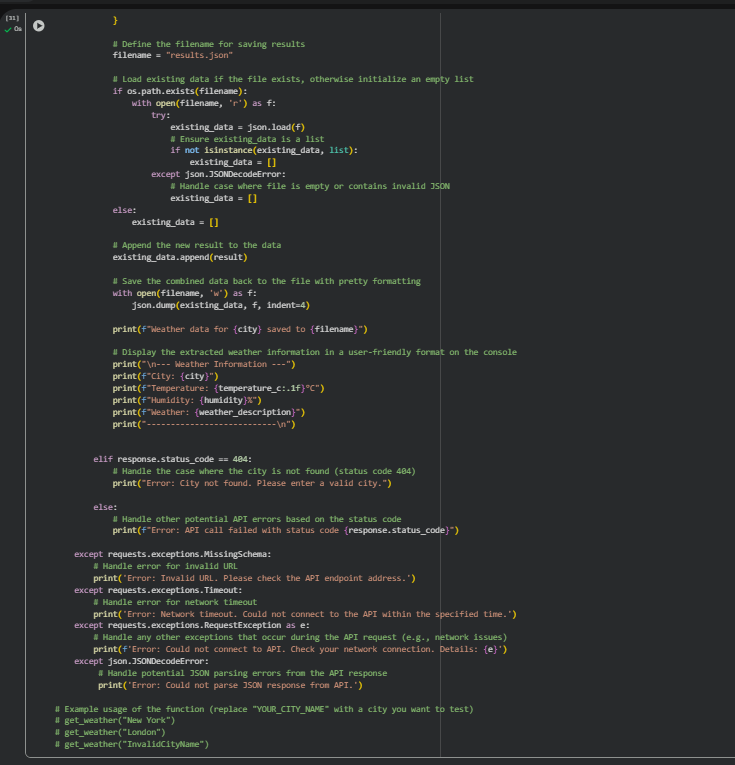 [31]
0s
}
# Define the filename for saving results
filename = "results.json"
# Load existing data if the file exists, otherwise initialize an empty list
if os.path.exists(filename):
with open(filename, 'r') as f:
try:
existing_data = json.load(f)
# Ensure existing_data is a list
if not isinstance(existing_data, list):
existing_data = []
except json.JSONDecodeError:
# Handle case where file is empty or contains invalid JSON
existing_data = []
else:
existing_data = []
# Append the new result to the data
existing_data.append(result)
# Save the combined data back to the file with pretty formatting
with open(filename, 'w') as f:
json.dump(existing_data, f, indent=4)
print(f"Weather data for {city} saved to {filename}")
# Display the extracted weather information in a user-friendly format on the console
print("\n--- Weather Information ---")
print(f"City: {city}")
print(f"Temperature: {temperature_c:.1f}°C")
print(f"Humidity: {humidity}%")
print(f"Weather: {weather_description}")
print("---------------------------\n")
elif response.status_code == 404:
# Handle the case where the city is not found (status code 404)
print("Error: City not found. Please enter a valid city.")
else:
# Handle other potential API errors based on the status code
print(f"Error: API call failed with status code {response.status_code}")
except requests.exceptions.MissingSchema:
# Handle error for invalid URL
print('Error: Invalid URL. Please check the API endpoint address.')
except requests.exceptions.Timeout:
# Handle error for network timeout
print('Error: Network timeout. Could not connect to the API within the specified time.')
except requests.exceptions.RequestException as e:
# Handle any other exceptions that occur during the API request (e.g., network issues)
print(f'Error: Could not connect to API. Check your network connection. Details: {e}')
except json.JSONDecodeError:
# Handle potential JSON parsing errors from the API response
print('Error: Could not parse JSON response from API.')
# Example usage of the function (replace "YOUR_CITY_NAME" with a city you want to test)
# get_weather("New York")
# get_weather("London")
# get_weather("InvalidCityName")